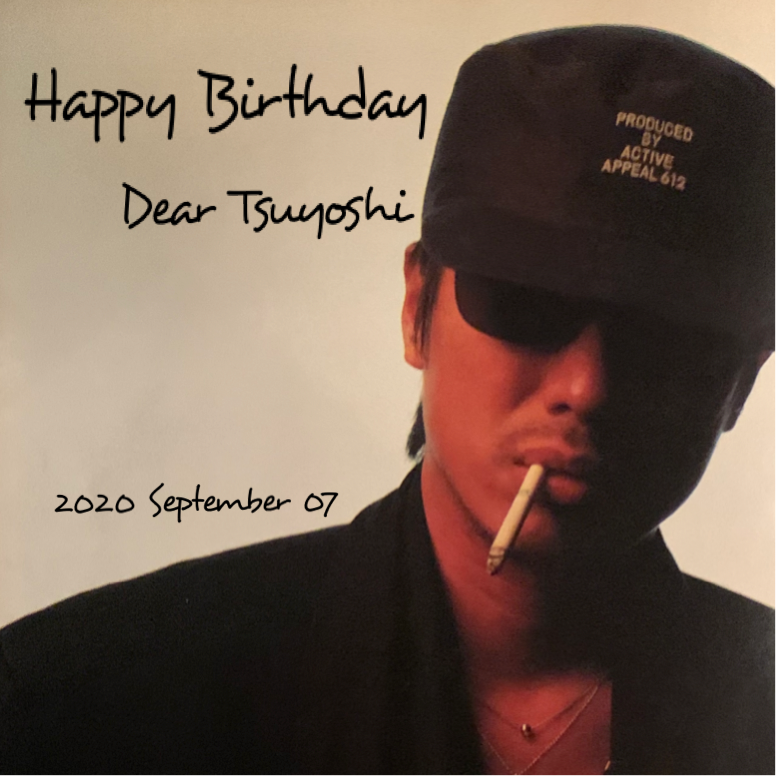 Happy Birthday
Dear Tsuyoshi
PRODUCED
BY
ACTIVE
APPEAL 612
2020 September 07